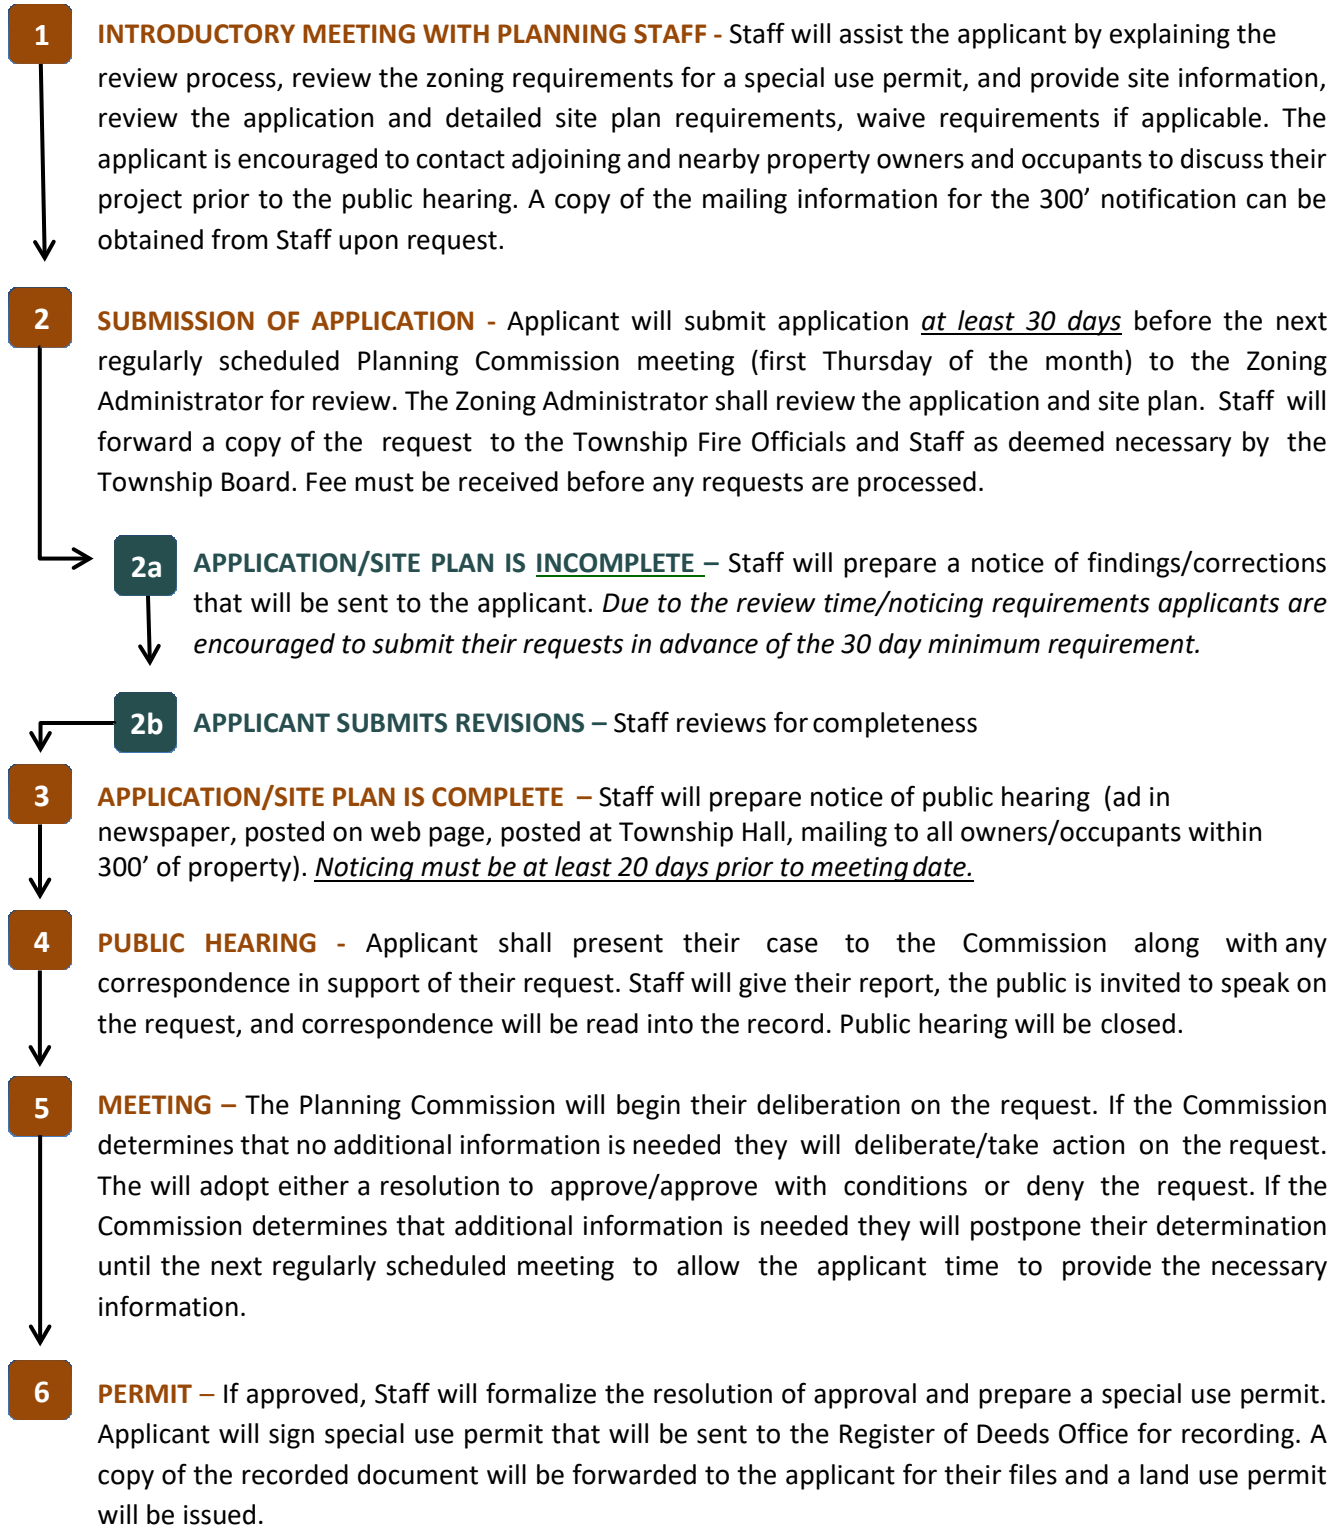 1 INTRODUCTORY MEETING WITH PLANNING STAFF - Staff will assist the applicant by explaining the
review process, review the zoning requirements for a special use permit, and provide site information,
review the application and detailed site plan requirements, waive requirements if applicable. The
applicant is encouraged to contact adjoining and nearby property owners and occupants to discuss their
project prior to the public hearing. A copy of the mailing information for the 300’ notification can be
obtained from Staff upon request.
2 SUBMISSION OF APPLICATION - Applicant will submit application at least 30 days before the next
regularly scheduled Planning Commission meeting (first Thursday of the month) to the Zoning
Administrator for review. The Zoning Administrator shall review the application and site plan. Staff will
forward a copy of the request to the Township Fire Officials and Staff as deemed necessary by the
Township Board. Fee must be received before any requests are processed.
2a APPLICATION/SITE PLAN IS INCOMPLETE – Staff will prepare a notice of findings/corrections
that will be sent to the applicant. Due to the review time/noticing requirements applicants are
encouraged to submit their requests in advance of the 30 day minimum requirement.
2b APPLICANT SUBMITS REVISIONS – Staff reviews for completeness
3 APPLICATION/SITE PLAN IS COMPLETE – Staff will prepare notice of public hearing (ad in
newspaper, posted on web page, posted at Township Hall, mailing to all owners/occupants within
300’ of property). Noticing must be at least 20 days prior to meeting date.
4 PUBLIC HEARING - Applicant shall present their case to the Commission along with any
correspondence in support of their request. Staff will give their report, the public is invited to speak on
the request, and correspondence will be read into the record. Public hearing will be closed.
5 MEETING – The Planning Commission will begin their deliberation on the request. If the Commission
determines that no additional information is needed they will deliberate/take action on the request.
The will adopt either a resolution to approve/approve with conditions or deny the request. If the
Commission determines that additional information is needed they will postpone their determination
until the next regularly scheduled meeting to allow the applicant time to provide the necessary
information.
6 PERMIT – If approved, Staff will formalize the resolution of approval and prepare a special use permit.
Applicant will sign special use permit that will be sent to the Register of Deeds Office for recording. A
copy of the recorded document will be forwarded to the applicant for their files and a land use permit
will be issued.